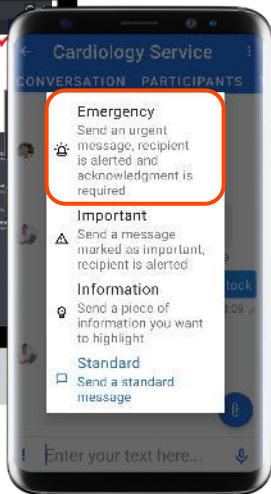 Cardiology Service
CONVERSATION PARTICIPANTS
Emergency
Send an urgent
message, recipient
is alerted and
acknowledgment is
required
Important
Send a message
marked as important,
recipient is alerted
Information
Send a piece of
information you want
to highlight
Standard
Send a standard
message
tock
Enter your text here...